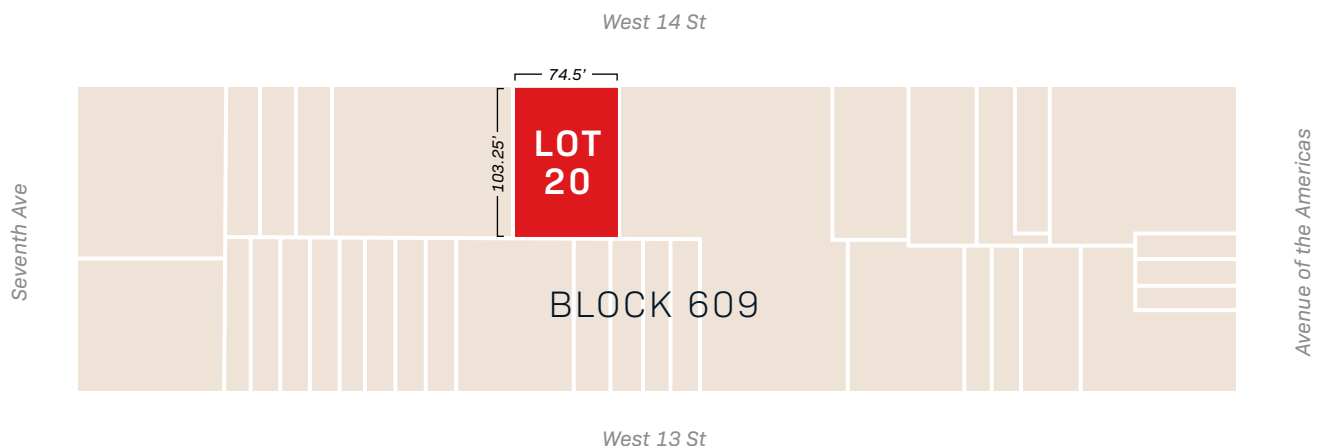 West 14 St
74.5’
103.25’
LOT
20
Seventh Ave
Avenue of the Americas
BLOCK 609
West 13 St